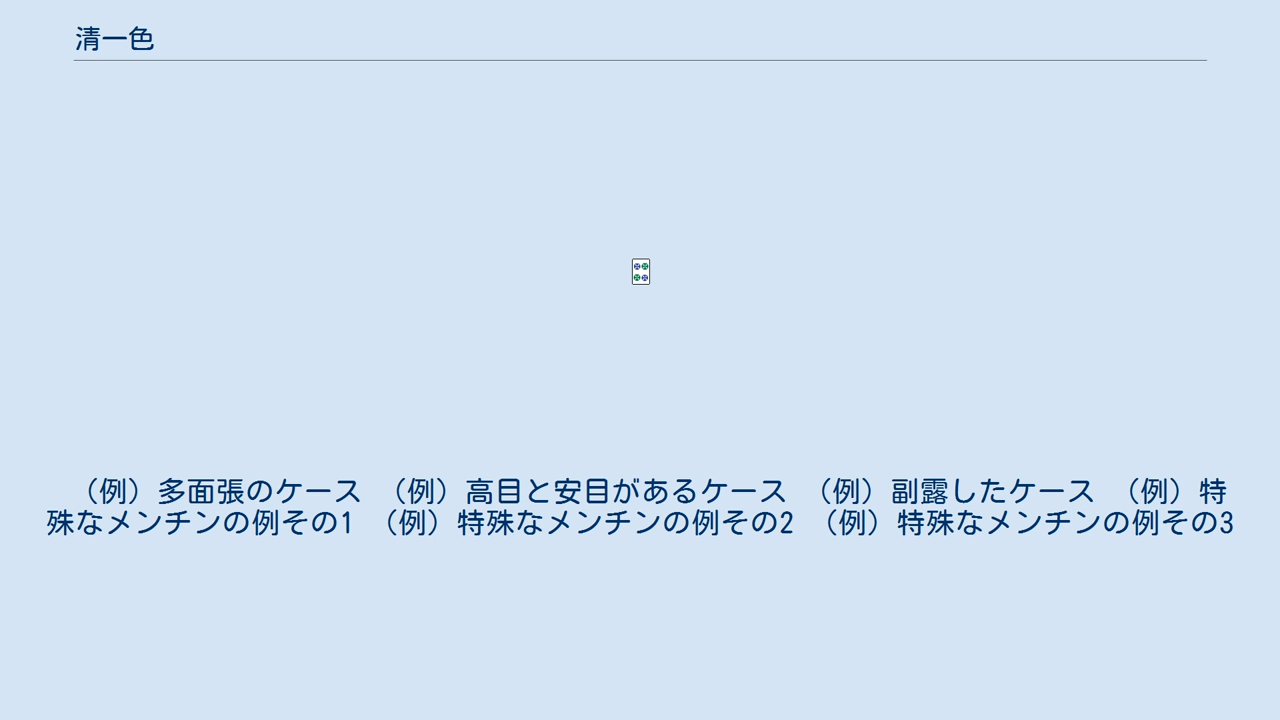 清一色
（例）多面張のケース （例）高目と安目があるケース （例）副露したケース （例）特
殊なメンチンの例その1 （例）特殊なメンチンの例その2 （例）特殊なメンチンの例その3